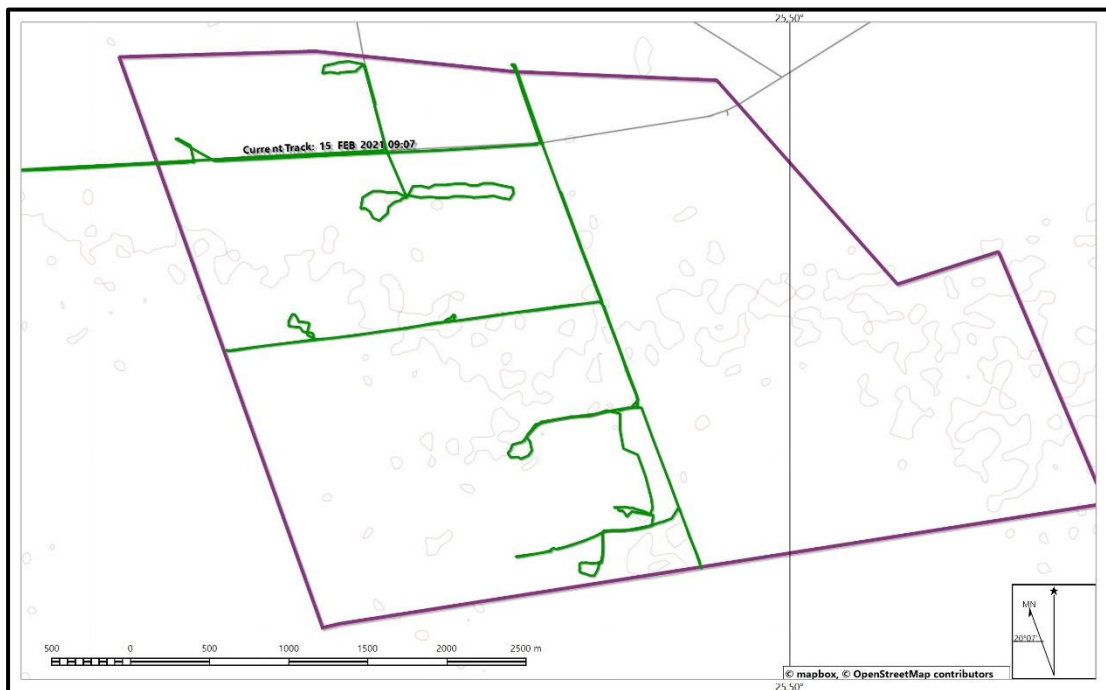 25,50°
Current Track: 15 FEB 2021 09:07
MN
20°07'
500 0 500 1000 1500 2000 2500 m
© mapbox, © OpenStreetMap contributors
25,50°